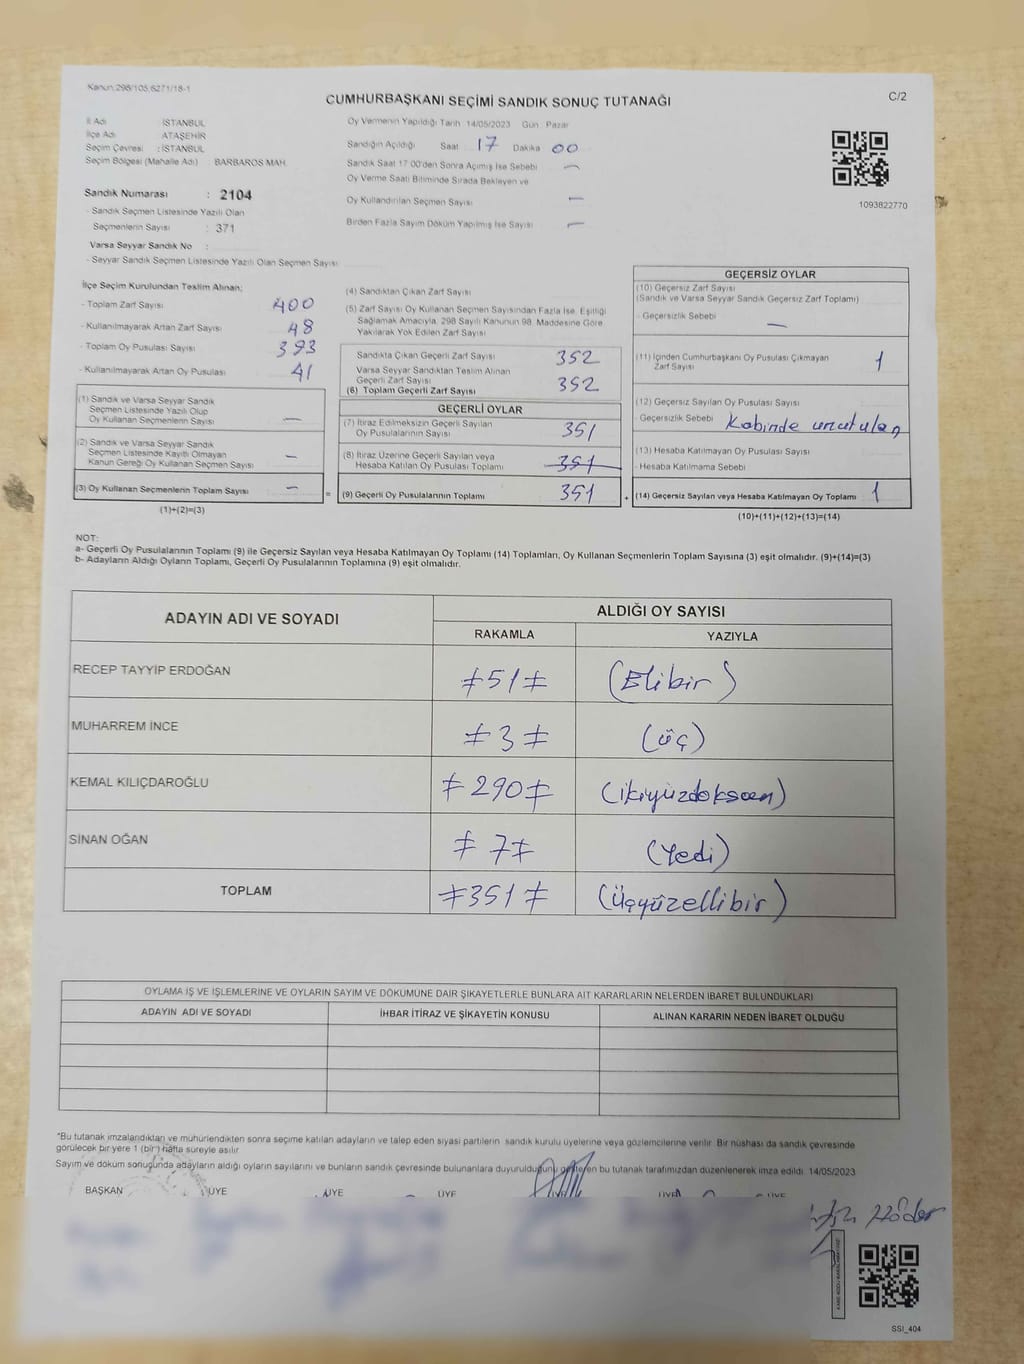 Kanun:298/105,6271/18-1
CUMHURBAŞKANI SEÇİMİ SANDIK SONUÇ TUTANAĞI
C/2
İl Adı : İSTANBUL
İlçe Adı : ATAŞEHİR
Seçim Çevresi : İSTANBUL
Seçim Bölgesi (Mahalle Adı) BARBAROS MAH.
Sandık Numarası : 2104
- Sandık Seçmen Listesinde Yazılı Olan
Seçmenlerin Sayısı : 371
Varsa Seyyar Sandık No :
- Seyyar Sandık Seçmen Listesinde Yazılı Olan Seçmen Sayısı
Oy Vermenin Yapıldığı Tarih 14/05/2023 Gün : Pazar
Sandığın Açıldığı Saat 17 Dakika 00
Sandık Saat 17:00'den Sonra Açımış İse Sebebi —
Oy Verme Saati Bitiminde Sırada Bekleyen ve
Oy Kullandırılan Seçmen Sayısı —
Birden Fazla Sayım Döküm Yapılmış İse Sayısı —
1093822770
İlçe Seçim Kurulundan Teslim Alınan;
- Toplam Zarf Sayısı 400
- Kullanılmayarak Artan Zarf Sayısı 48
- Toplam Oy Pusulası Sayısı 393
- Kullanılmayarak Artan Oy Pusulası 41
(1) Sandık ve Varsa Seyyar Sandık
Seçmen Listesinde Yazılı Olup
Oy Kullanan Seçmenlerin Sayısı —
(2) Sandık ve Varsa Seyyar Sandık
Seçmen Listesinde Kayıtlı Olmayan
Kanun Gereği Oy Kullanan Seçmen Sayısı —
(3) Oy Kullanan Seçmenlerin Toplam Sayısı —
(1)+(2)=(3)
(4) Sandıktan Çıkan Zarf Sayısı
(5) Zarf Sayısı Oy Kullanan Seçmen Sayısından Fazla İse, Eşitliği
Sağlamak Amacıyla, 298 Sayılı Kanunun 98. Maddesine Göre
Yakılarak Yok Edilen Zarf Sayısı
Sandıkta Çıkan Geçerli Zarf Sayısı 352
Varsa Seyyar Sandıktan Teslim Alınan
Geçerli Zarf Sayısı
(6) Toplam Geçerli Zarf Sayısı 352
GEÇERLİ OYLAR
(7) İtiraz Edilmeksizin Geçerli Sayılan
Oy Pusulalarının Sayısı 351
(8) İtiraz Üzerine Geçerli Sayılan veya
Hesaba Katılan Oy Pusulası Toplamı 351
= (9) Geçerli Oy Pusulalarının Toplamı 351 +
GEÇERSİZ OYLAR
(10) Geçersiz Zarf Sayısı
(Sandık ve Varsa Seyyar Sandık Geçersiz Zarf Toplamı)
- Geçersizlik Sebebi —
(11) İçinden Cumhurbaşkanı Oy Pusulası Çıkmayan
Zarf Sayısı 1
(12) Geçersiz Sayılan Oy Pusulası Sayısı
- Geçersizlik Sebebi Kabinde unutulan
(13) Hesaba Katılmayan Oy Pusulası Sayısı
- Hesaba Katılmama Sebebi
(14) Geçersiz Sayılan veya Hesaba Katılmayan Oy Toplamı 1
(10)+(11)+(12)+(13)=(14)
NOT:
a- Geçerli Oy Pusulalarının Toplamı (9) ile Geçersiz Sayılan veya Hesaba Katılmayan Oy Toplamı (14) Toplamları, Oy Kullanan Seçmenlerin Toplam Sayısına (3) eşit olmalıdır. (9)+(14)=(3)
b- Adayların Aldığı Oyların Toplamı, Geçerli Oy Pusulalarının Toplamına (9) eşit olmalıdır.
ADAYIN ADI VE SOYADI ALDIĞI OY SAYISI
RAKAMLA YAZIYLA
RECEP TAYYİP ERDOĞAN ≠51≠ (Elibir)
MUHARREM İNCE ≠3≠ (üç)
KEMAL KILIÇDAROĞLU ≠290≠ (ikiyüzdoksan)
SİNAN OĞAN ≠7≠ (Yedi)
TOPLAM ≠351≠ (Üçyüzellibir)
OYLAMA İŞ VE İŞLEMLERİNE VE OYLARIN SAYIM VE DÖKÜMÜNE DAİR ŞİKAYETLERLE BUNLARA AİT KARARLARIN NELERDEN İBARET BULUNDUKLARI
ADAYIN ADI VE SOYADI İHBAR İTİRAZ VE ŞİKAYETİN KONUSU ALINAN KARARIN NEDEN İBARET OLDUĞU
*Bu tutanak imzalandıktan ve mühürlendikten sonra seçime katılan adayların ve talep eden siyasi partilerin sandık kurulu üyelerine veya gözlemcilerine verilir. Bir nüshası da sandık çevresinde
görülecek bir yere 1 (bir) hafta süreyle asılır
Sayım ve döküm sonuçunda adayların aldığı oyların sayılarını ve bunların sandık çevresinde bulunanlara duyurulduğunu gösteren bu tutanak tarafımızdan düzenlenerek imza edildi. 14/05/2023
BAŞKAN ÜYE ÜYE ÜYE ÜYE ÜYE ÜYE
SSI_404